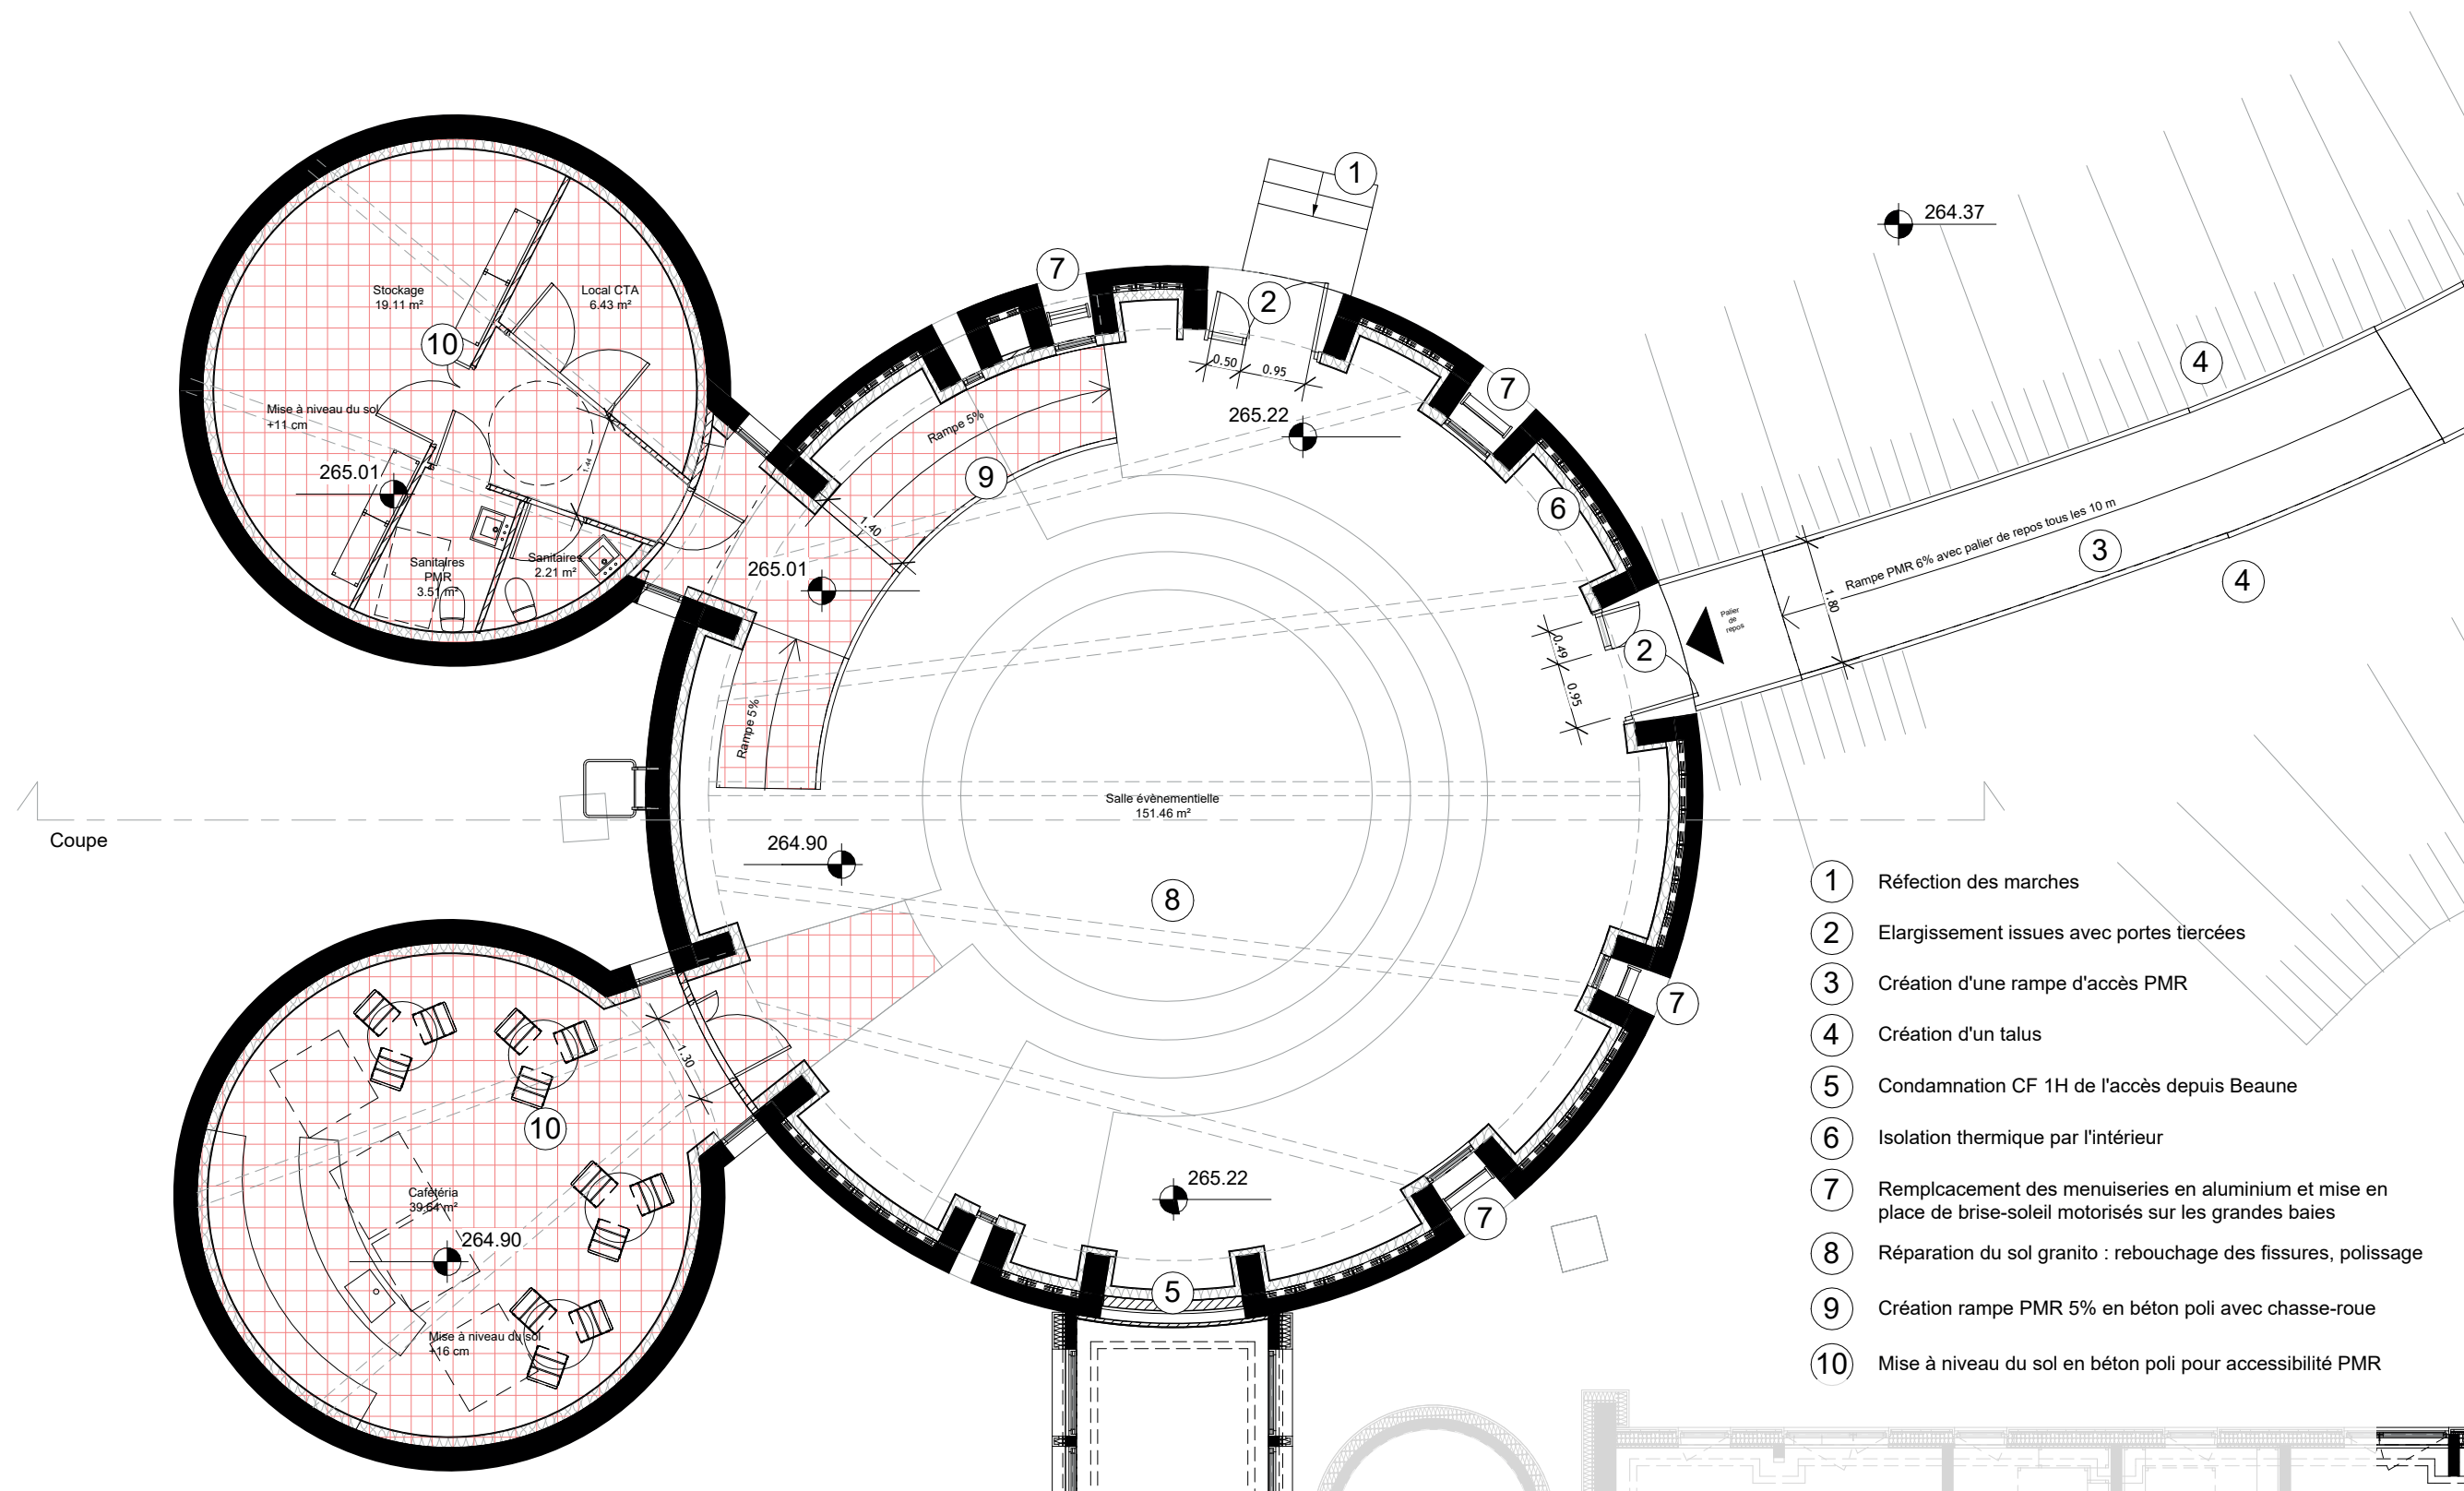 1
264.37
7
2
Stockage
19.11 m²
Local CTA
6.43 m²
10
0.50
0.95
4
7
Mise à niveau du sol
+11 cm
Rampe 5%
265.22
265.01
9
6
1.44
1.40
Rampe PMR 6% avec palier de repos tous les 10 m
3
4
Sanitaires
PMR
3.51 m²
Sanitaires
2.21 m²
265.01
1.80
Palier
de
repos
0.49
2
0.95
Rampe 5%
Salle évènementielle
151.46 m²
Coupe
264.90
8
7
1.30
10
Cafétéria
39.64 m²
264.90
265.22
7
Mise à niveau du sol
+16 cm
5
1 Réfection des marches
2 Elargissement issues avec portes tiercées
3 Création d'une rampe d'accès PMR
4 Création d'un talus
5 Condamnation CF 1H de l'accès depuis Beaune
6 Isolation thermique par l'intérieur
7 Remplcacement des menuiseries en aluminium et mise en
place de brise-soleil motorisés sur les grandes baies
8 Réparation du sol granito : rebouchage des fissures, polissage
9 Création rampe PMR 5% en béton poli avec chasse-roue
10 Mise à niveau du sol en béton poli pour accessibilité PMR